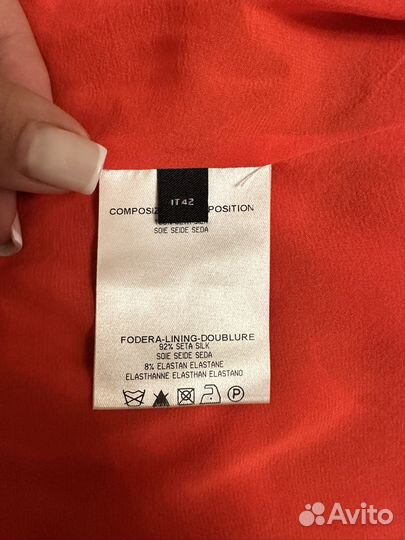 IT42
COMPOSIZ POSITION
SOIE SEIDE SEDA
FODERA-LINING-DOUBLURE
92% SETA SILK
SOIE SEIDE SEDA
8% ELASTAN ELASTANE
ELASTHANNE ELASTHAN ELASTANO
P
Avito